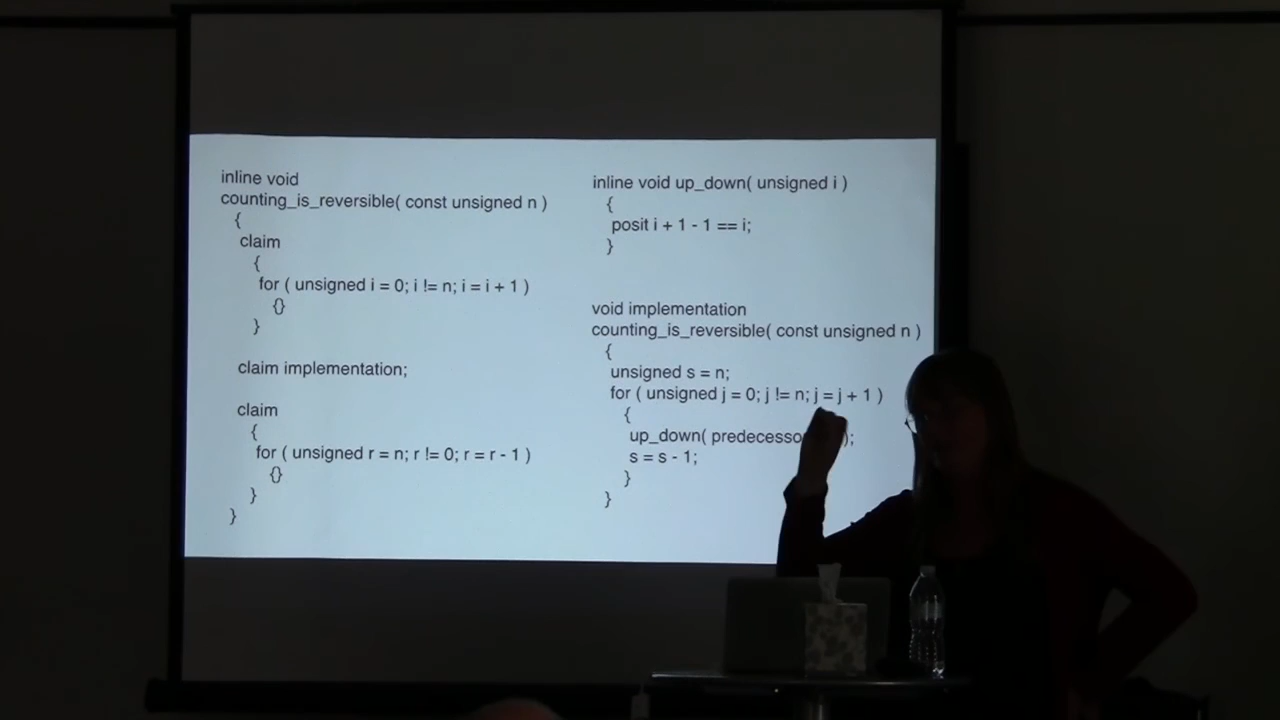 inline void
counting_is_reversible( const unsigned n )
{
claim
{
for ( unsigned i = 0; i != n; i = i + 1 )
{}
}
claim implementation;
claim
{
for ( unsigned r = n; r != 0; r = r - 1 )
{}
}
}
inline void up_down( unsigned i )
{
posit i + 1 - 1 == i;
}
void implementation
counting_is_reversible( const unsigned n )
{
unsigned s = n;
for ( unsigned j = 0; j != n; j = j + 1 )
{
up_down( );
s = s - 1;
}
}